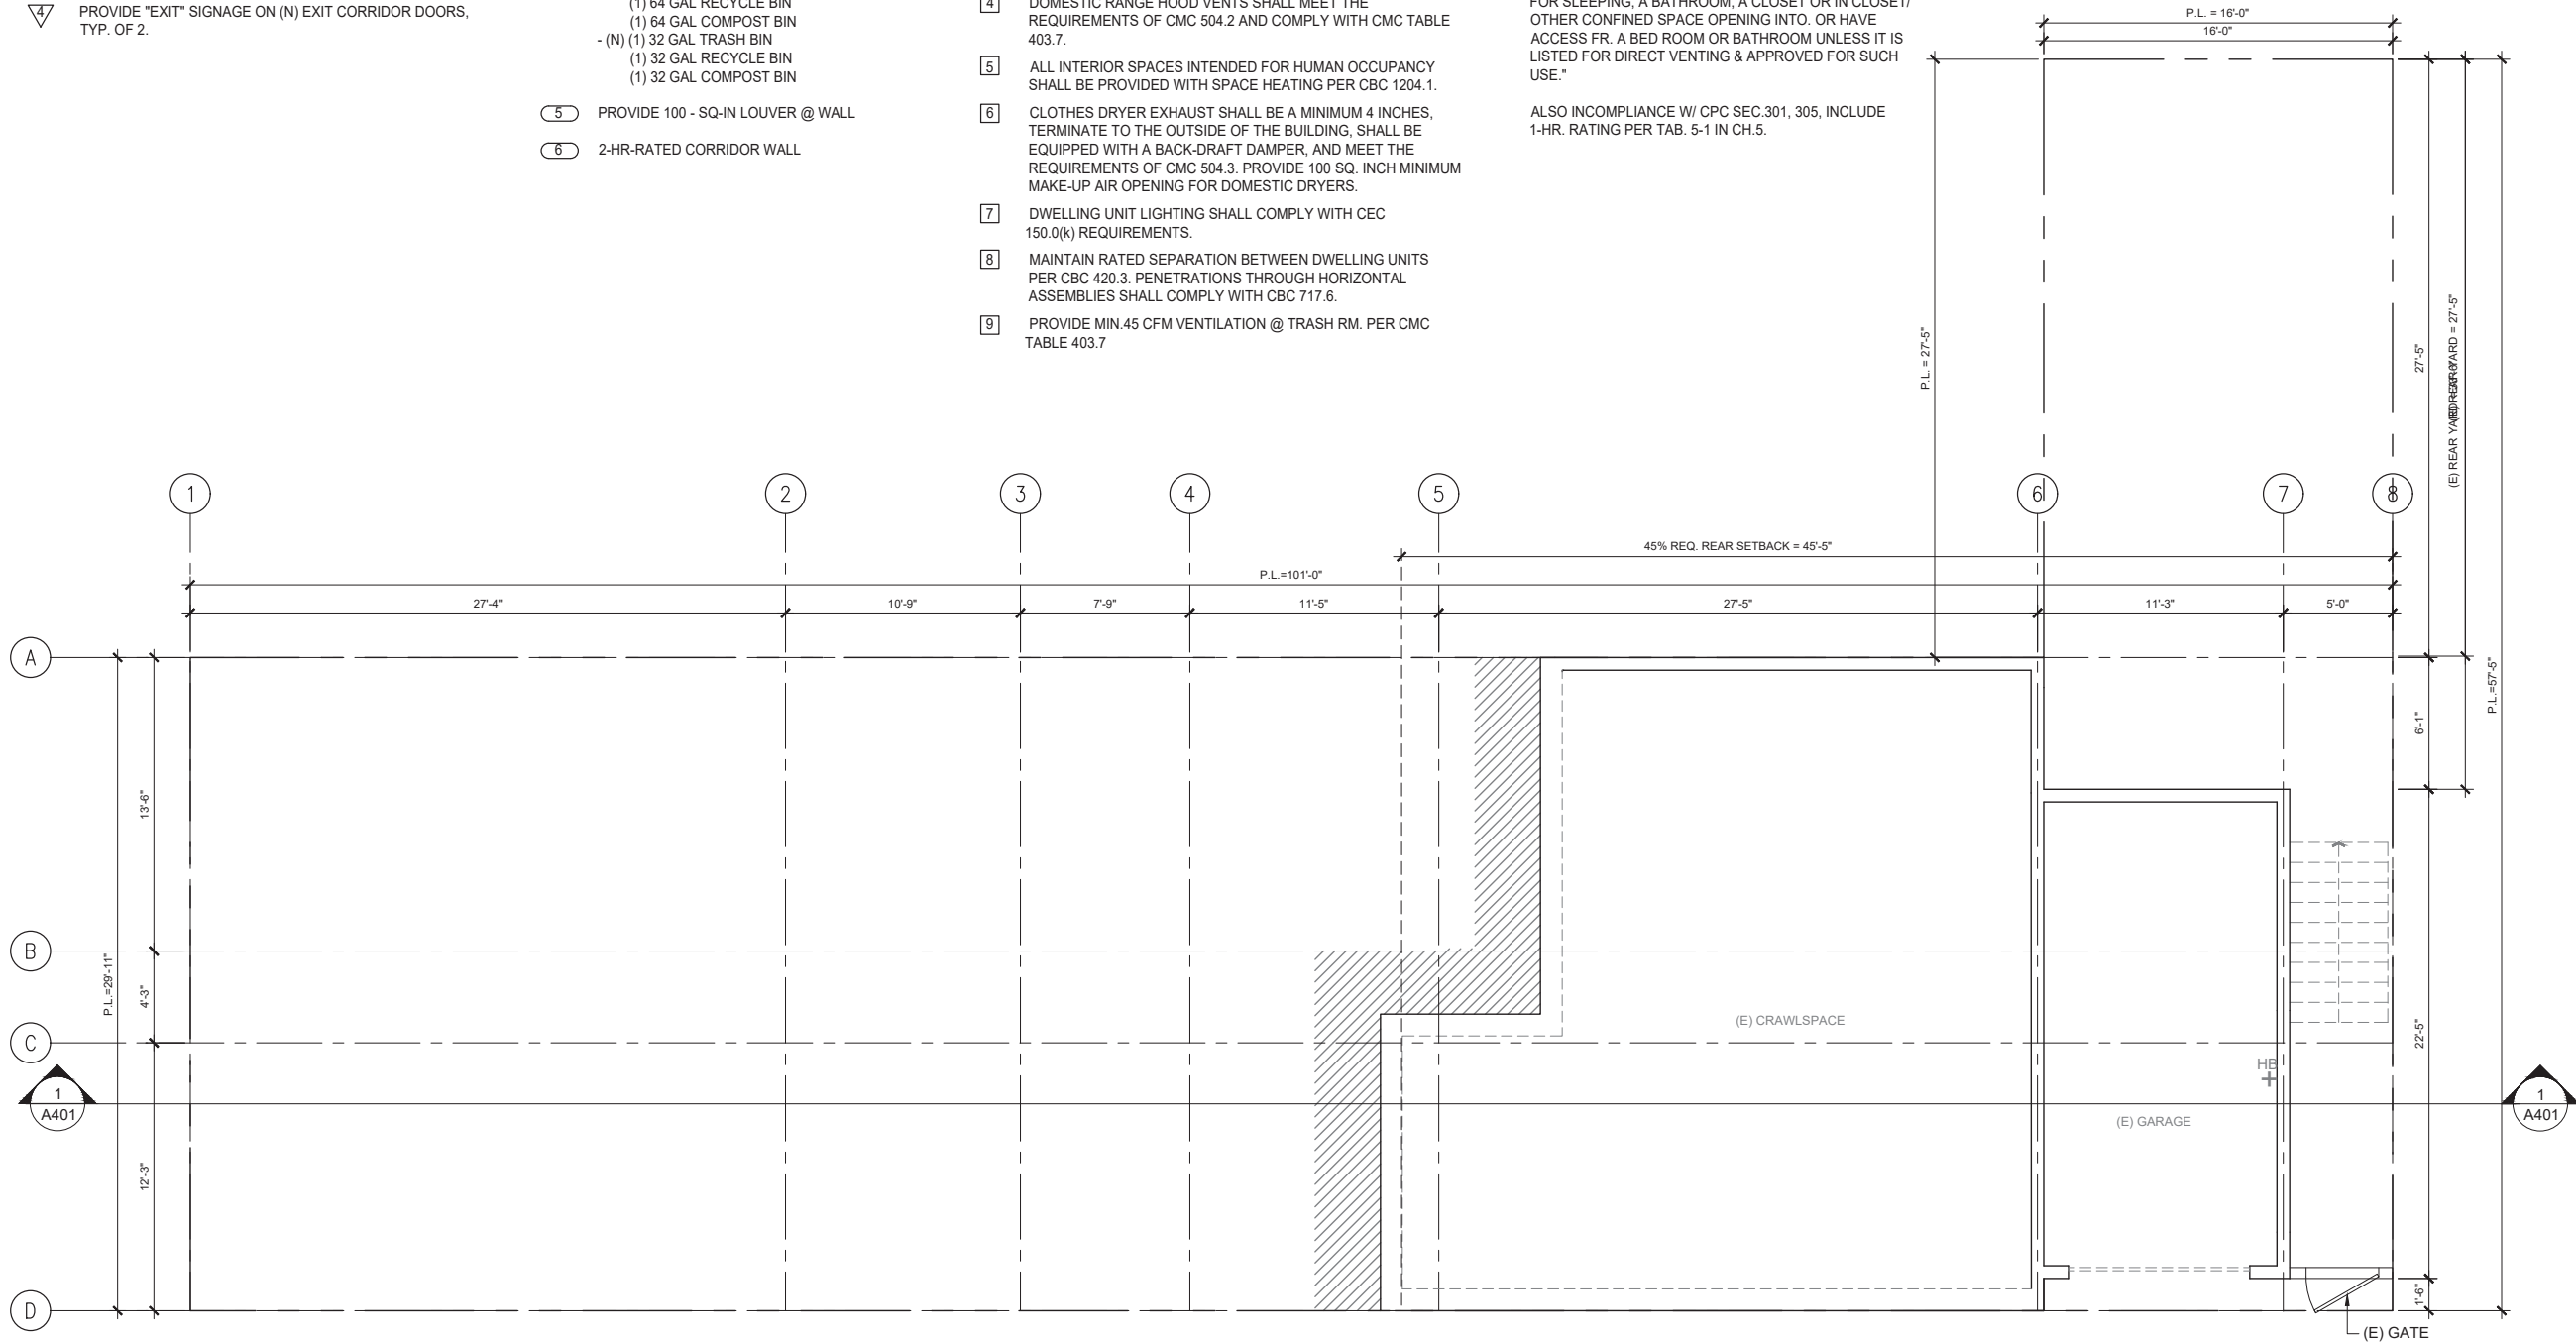 4 PROVIDE "EXIT" SIGNAGE ON (N) EXIT CORRIDOR DOORS,
TYP. OF 2.
(1) 64 GAL RECYCLE BIN
(1) 64 GAL COMPOST BIN
- (N) (1) 32 GAL TRASH BIN
(1) 32 GAL RECYCLE BIN
(1) 32 GAL COMPOST BIN
5 PROVIDE 100 - SQ-IN LOUVER @ WALL
6 2-HR-RATED CORRIDOR WALL
4 DOMESTIC RANGE HOOD VENTS SHALL MEET THE
REQUIREMENTS OF CMC 504.2 AND COMPLY WITH CMC TABLE
403.7.
5 ALL INTERIOR SPACES INTENDED FOR HUMAN OCCUPANCY
SHALL BE PROVIDED WITH SPACE HEATING PER CBC 1204.1.
6 CLOTHES DRYER EXHAUST SHALL BE A MINIMUM 4 INCHES,
TERMINATE TO THE OUTSIDE OF THE BUILDING, SHALL BE
EQUIPPED WITH A BACK-DRAFT DAMPER, AND MEET THE
REQUIREMENTS OF CMC 504.3. PROVIDE 100 SQ. INCH MINIMUM
MAKE-UP AIR OPENING FOR DOMESTIC DRYERS.
7 DWELLING UNIT LIGHTING SHALL COMPLY WITH CEC
150.0(k) REQUIREMENTS.
8 MAINTAIN RATED SEPARATION BETWEEN DWELLING UNITS
PER CBC 420.3. PENETRATIONS THROUGH HORIZONTAL
ASSEMBLIES SHALL COMPLY WITH CBC 717.6.
9 PROVIDE MIN.45 CFM VENTILATION @ TRASH RM. PER CMC
TABLE 403.7
FOR SLEEPING, A BATHROOM, A CLOSET OR IN CLOSET/
OTHER CONFINED SPACE OPENING INTO. OR HAVE
ACCESS FR. A BED ROOM OR BATHROOM UNLESS IT IS
LISTED FOR DIRECT VENTING & APPROVED FOR SUCH
USE."
ALSO INCOMPLIANCE W/ CPC SEC.301, 305, INCLUDE
1-HR. RATING PER TAB. 5-1 IN CH.5.
P.L. = 16'-0"
16'-0"
P.L. = 27'-5"
27'-5"
(E) REAR YARD = 27'-5"
(E) REAR
P.L.=57'-5"
1
2
3
4
5
6
7
8
45% REQ. REAR SETBACK = 45'-5"
P.L.=101'-0"
27'-4"
10'-9"
7'-9"
11'-5"
27'-5"
11'-3"
5'-0"
A
B
C
D
P.L.=29'-11"
13'-6"
4'-3"
12'-3"
6'-1"
22'-5"
1'-6"
(E) CRAWLSPACE
HB
(E) GARAGE
1
A401
1
A401
(E) GATE